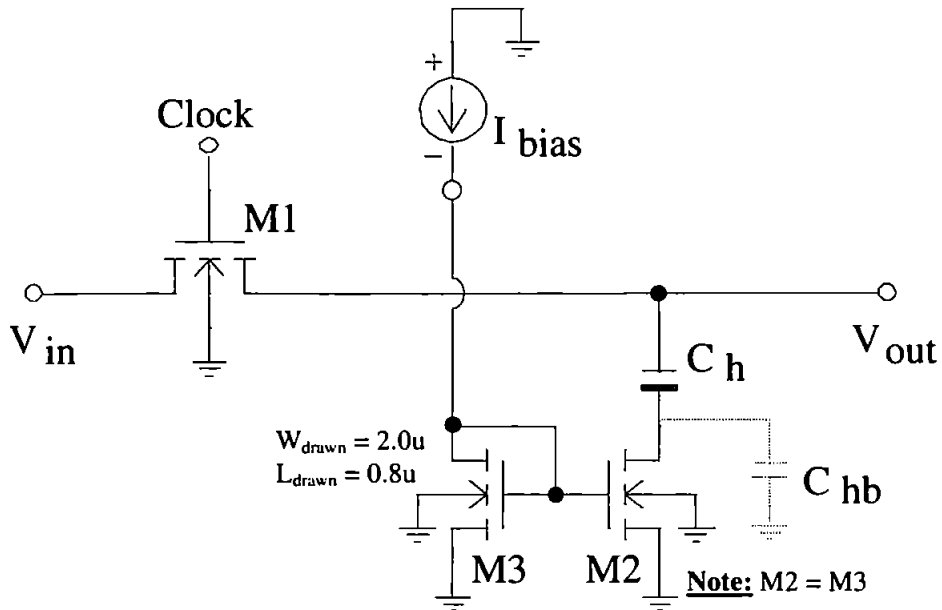 +
Clock
I bias
−
M1
V in
V out
C h
W drawn = 2.0u
L drawn = 0.8u
C hb
M3
M2
Note: M2 = M3